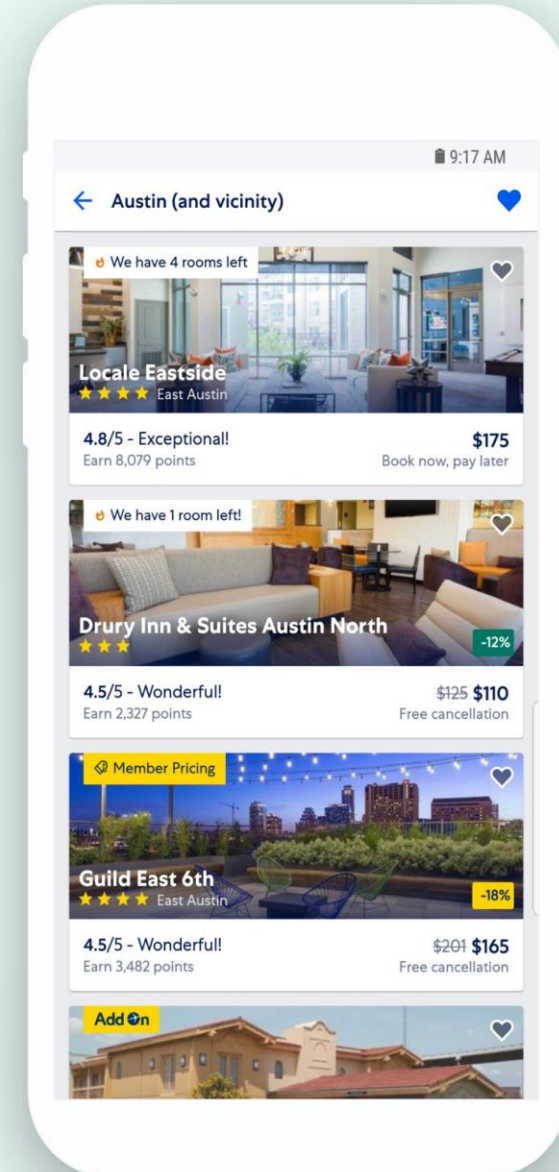 9:17 AM
Austin (and vicinity)
We have 4 rooms left
Locale Eastside
East Austin
4.8/5 - Exceptional!
$175
Earn 8,079 points
Book now, pay later
We have 1 room left!
Drury Inn & Suites Austin North
-12%
4.5/5 - Wonderful!
$125 $110
Earn 2,327 points
Free cancellation
Member Pricing
Guild East 6th
East Austin
-18%
4.5/5 - Wonderful!
$201 $165
Earn 3,482 points
Free cancellation
Add On